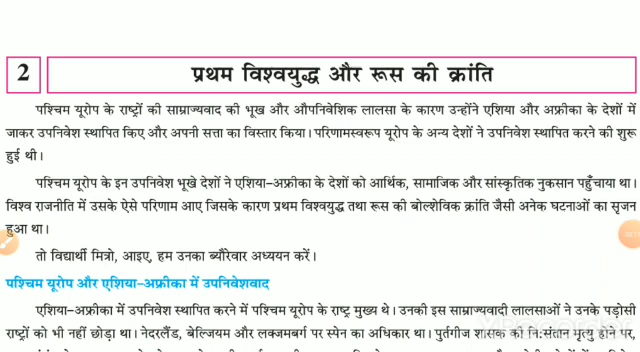 2
प्रथम विश्वयुद्ध और रूस की क्रांति
पश्चिम यूरोप के राष्ट्रों की साम्राज्यवाद की भूख और औपनिवेशिक लालसा के कारण उन्होंने एशिया और अफ्रीका के देशों में
जाकर उपनिवेश स्थापित किए और अपनी सत्ता का विस्तार किया। परिणामस्वरूप यूरोप के अन्य देशों ने उपनिवेश स्थापित करने की शुरू
हुई थी।
पश्चिम यूरोप के इन उपनिवेश भूखे देशों ने एशिया-अफ्रीका के देशों को आर्थिक, सामाजिक और सांस्कृतिक नुकसान पहुँचाया था।
विश्व राजनीति में उसके ऐसे परिणाम आए जिसके कारण प्रथम विश्वयुद्ध तथा रूस की बोल्शेविक क्रांति जैसी अनेक घटनाओं का सृजन
हुआ था।
तो विद्यार्थी मित्रो, आइए, हम उनका ब्यौरेवार अध्ययन करें।
पश्चिम यूरोप और एशिया-अफ्रीका में उपनिवेशवाद
एशिया-अफ्रीका में उपनिवेश स्थापित करने में पश्चिम यूरोप के राष्ट्र मुख्य थे। उनकी इस साम्राज्यवादी लालसाओं ने उनके पड़ोसी
राष्ट्रों को भी नहीं छोड़ा था। नेदरलैंड, बेल्जियम और लक्जमबर्ग पर स्पेन का अधिकार था। पुर्तगीज शासक की निःसंतान मृत्यु होने पर